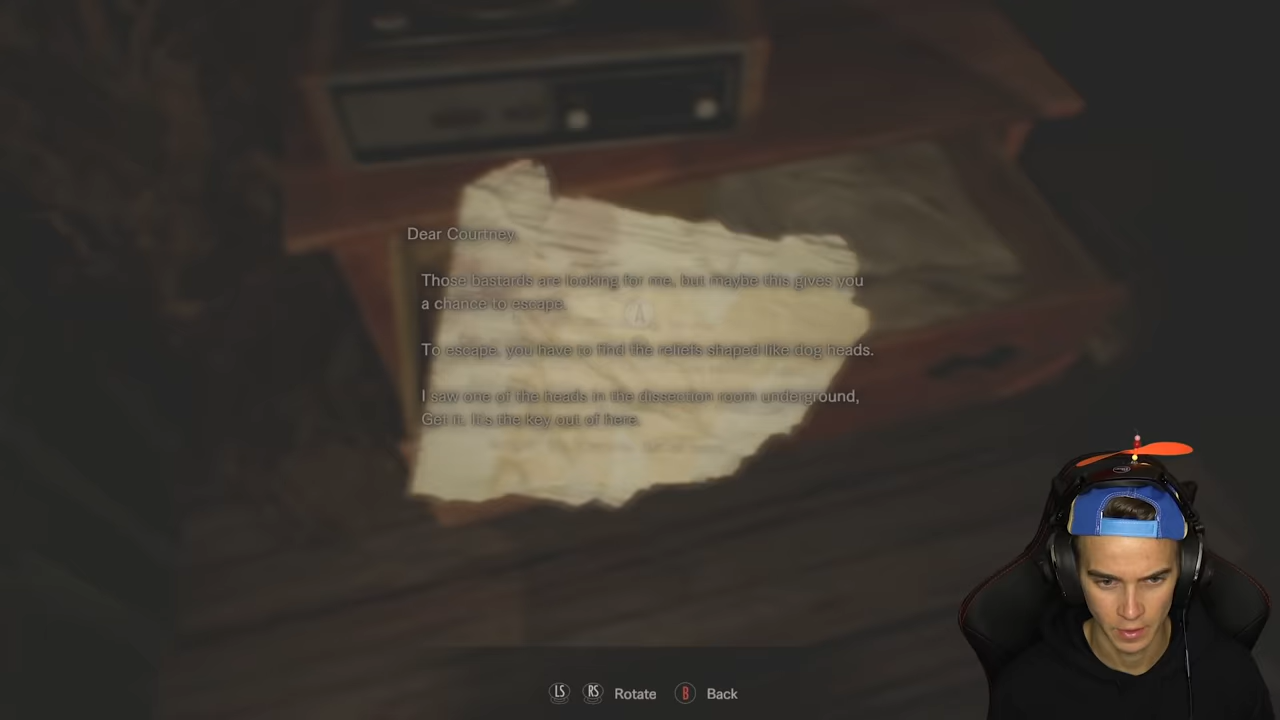 Dear Courtney.
Those bastards are looking for me, but maybe this gives you
a chance to escape.
To escape, you have to find the reliefs shaped like dog heads.
I saw one of the heads in the dissection room underground,
Get it. It's the key out of here.
A
LS RS Rotate B Back